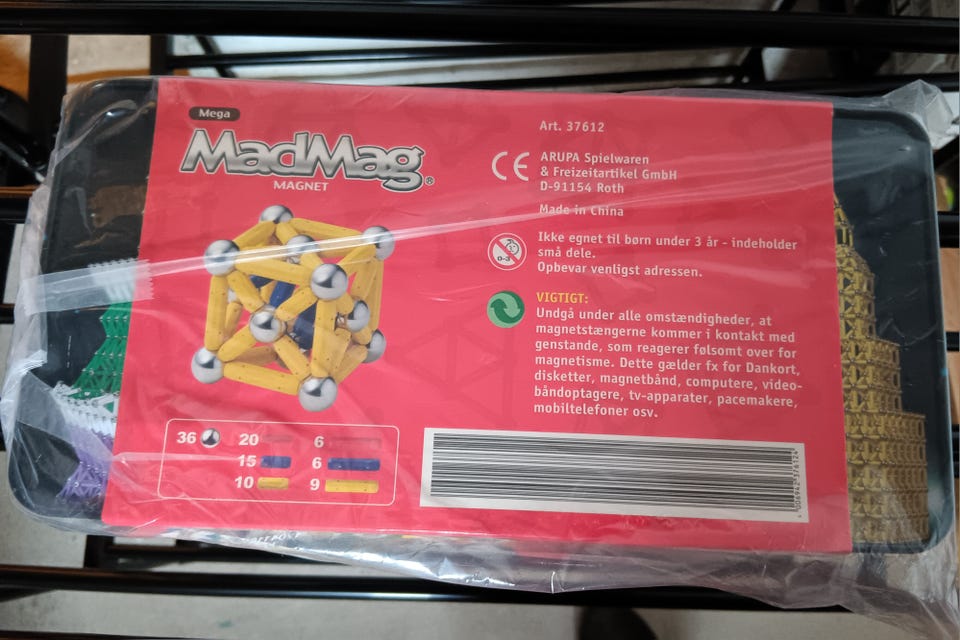 Mega
MadMag®
MAGNET
Art. 37612
CE
ARUPA Spielwaren
& Freizeitartikel GmbH
D-91154 Roth
Made in China
0-3
Ikke egnet til børn under 3 år - indeholder
små dele.
Opbevar venligst adressen.
VIGTIGT:
Undgå under alle omstændigheder, at
magnetstængerne kommer i kontakt med
genstande, som reagerer følsomt over for
magnetisme. Dette gælder fx for Dankort,
disketter, magnetbånd, computere, video-
båndoptagere, tv-apparater, pacemakere,
mobiltelefoner osv.
36 20 6
15 6
10 9